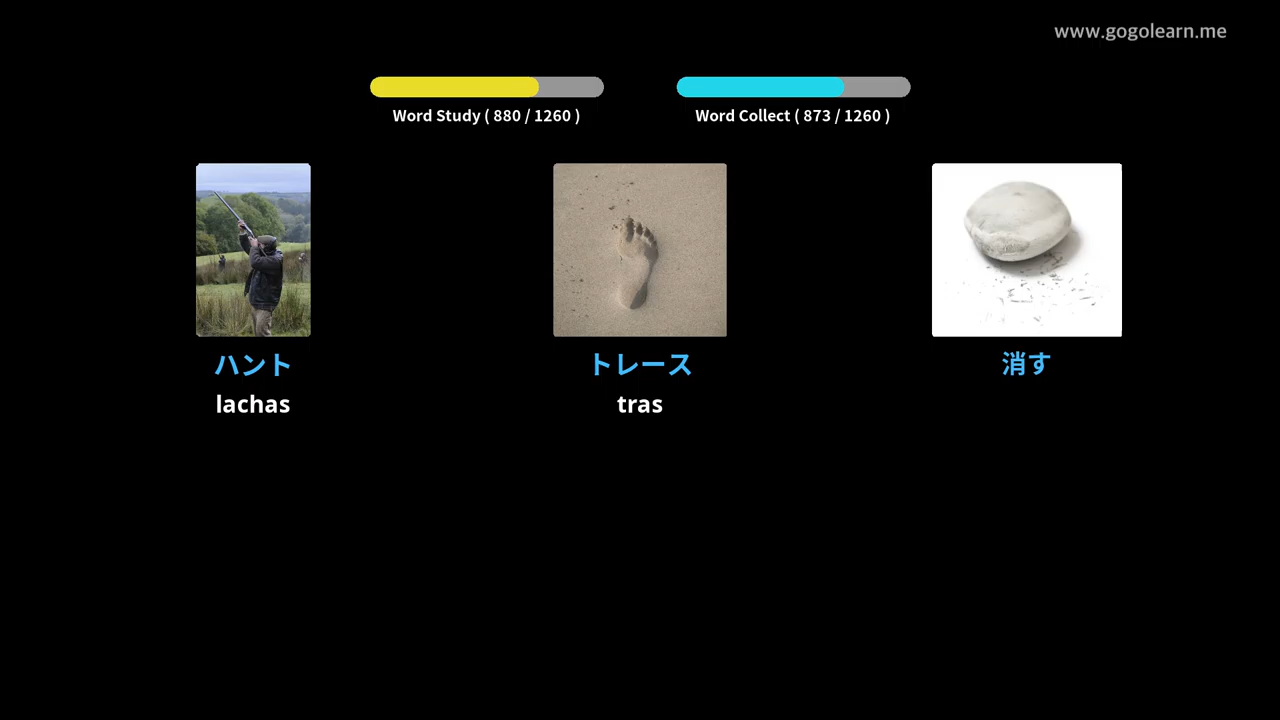 www.gogolearn.me
Word Study ( 880 / 1260 )
Word Collect ( 873 / 1260 )
ハント
トレース
消す
lachas
tras